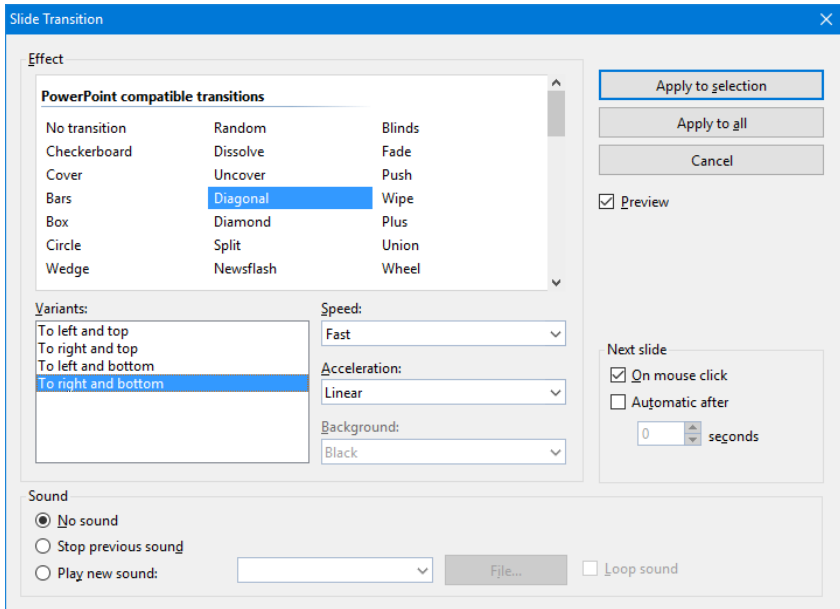 Slide Transition
Effect
PowerPoint compatible transitions
No transition Random Blinds
Checkerboard Dissolve Fade
Cover Uncover Push
Bars Diagonal Wipe
Box Diamond Plus
Circle Split Union
Wedge Newsflash Wheel
Variants:
To left and top
To right and top
To left and bottom
To right and bottom
Speed:
Fast
Acceleration:
Linear
Background:
Black
Apply to selection
Apply to all
Cancel
Preview
Next slide
On mouse click
Automatic after
0 seconds
Sound
No sound
Stop previous sound
Play new sound: File... Loop sound